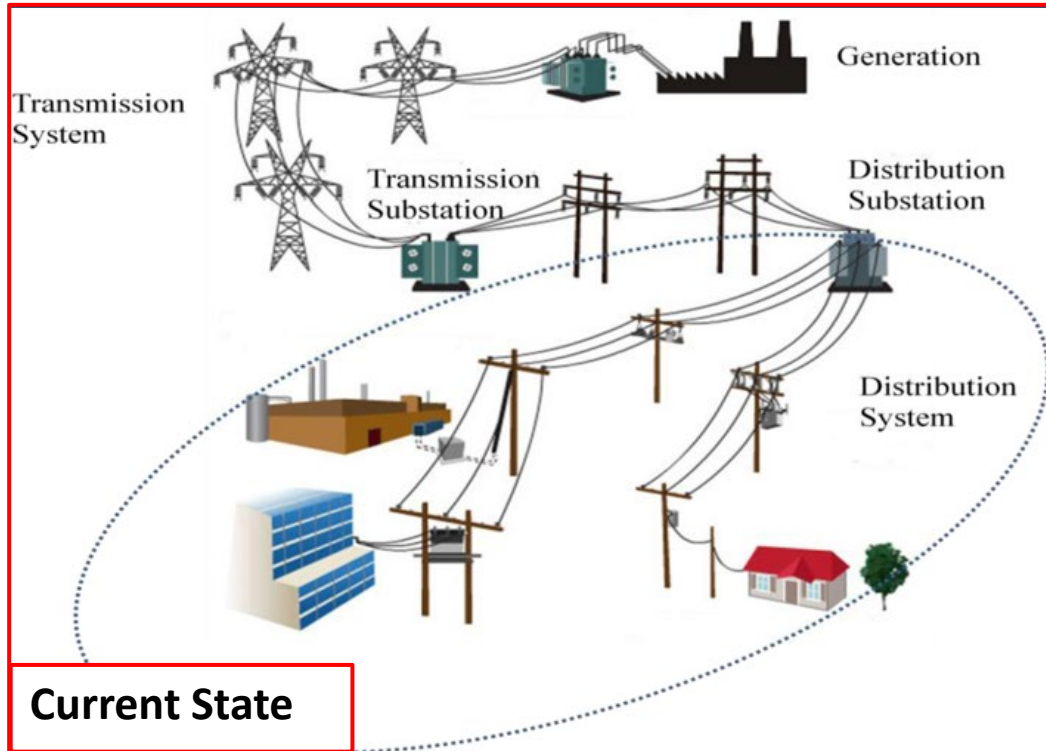 Generation
Transmission
System
Transmission
Substation
Distribution
Substation
Distribution
System
Current State